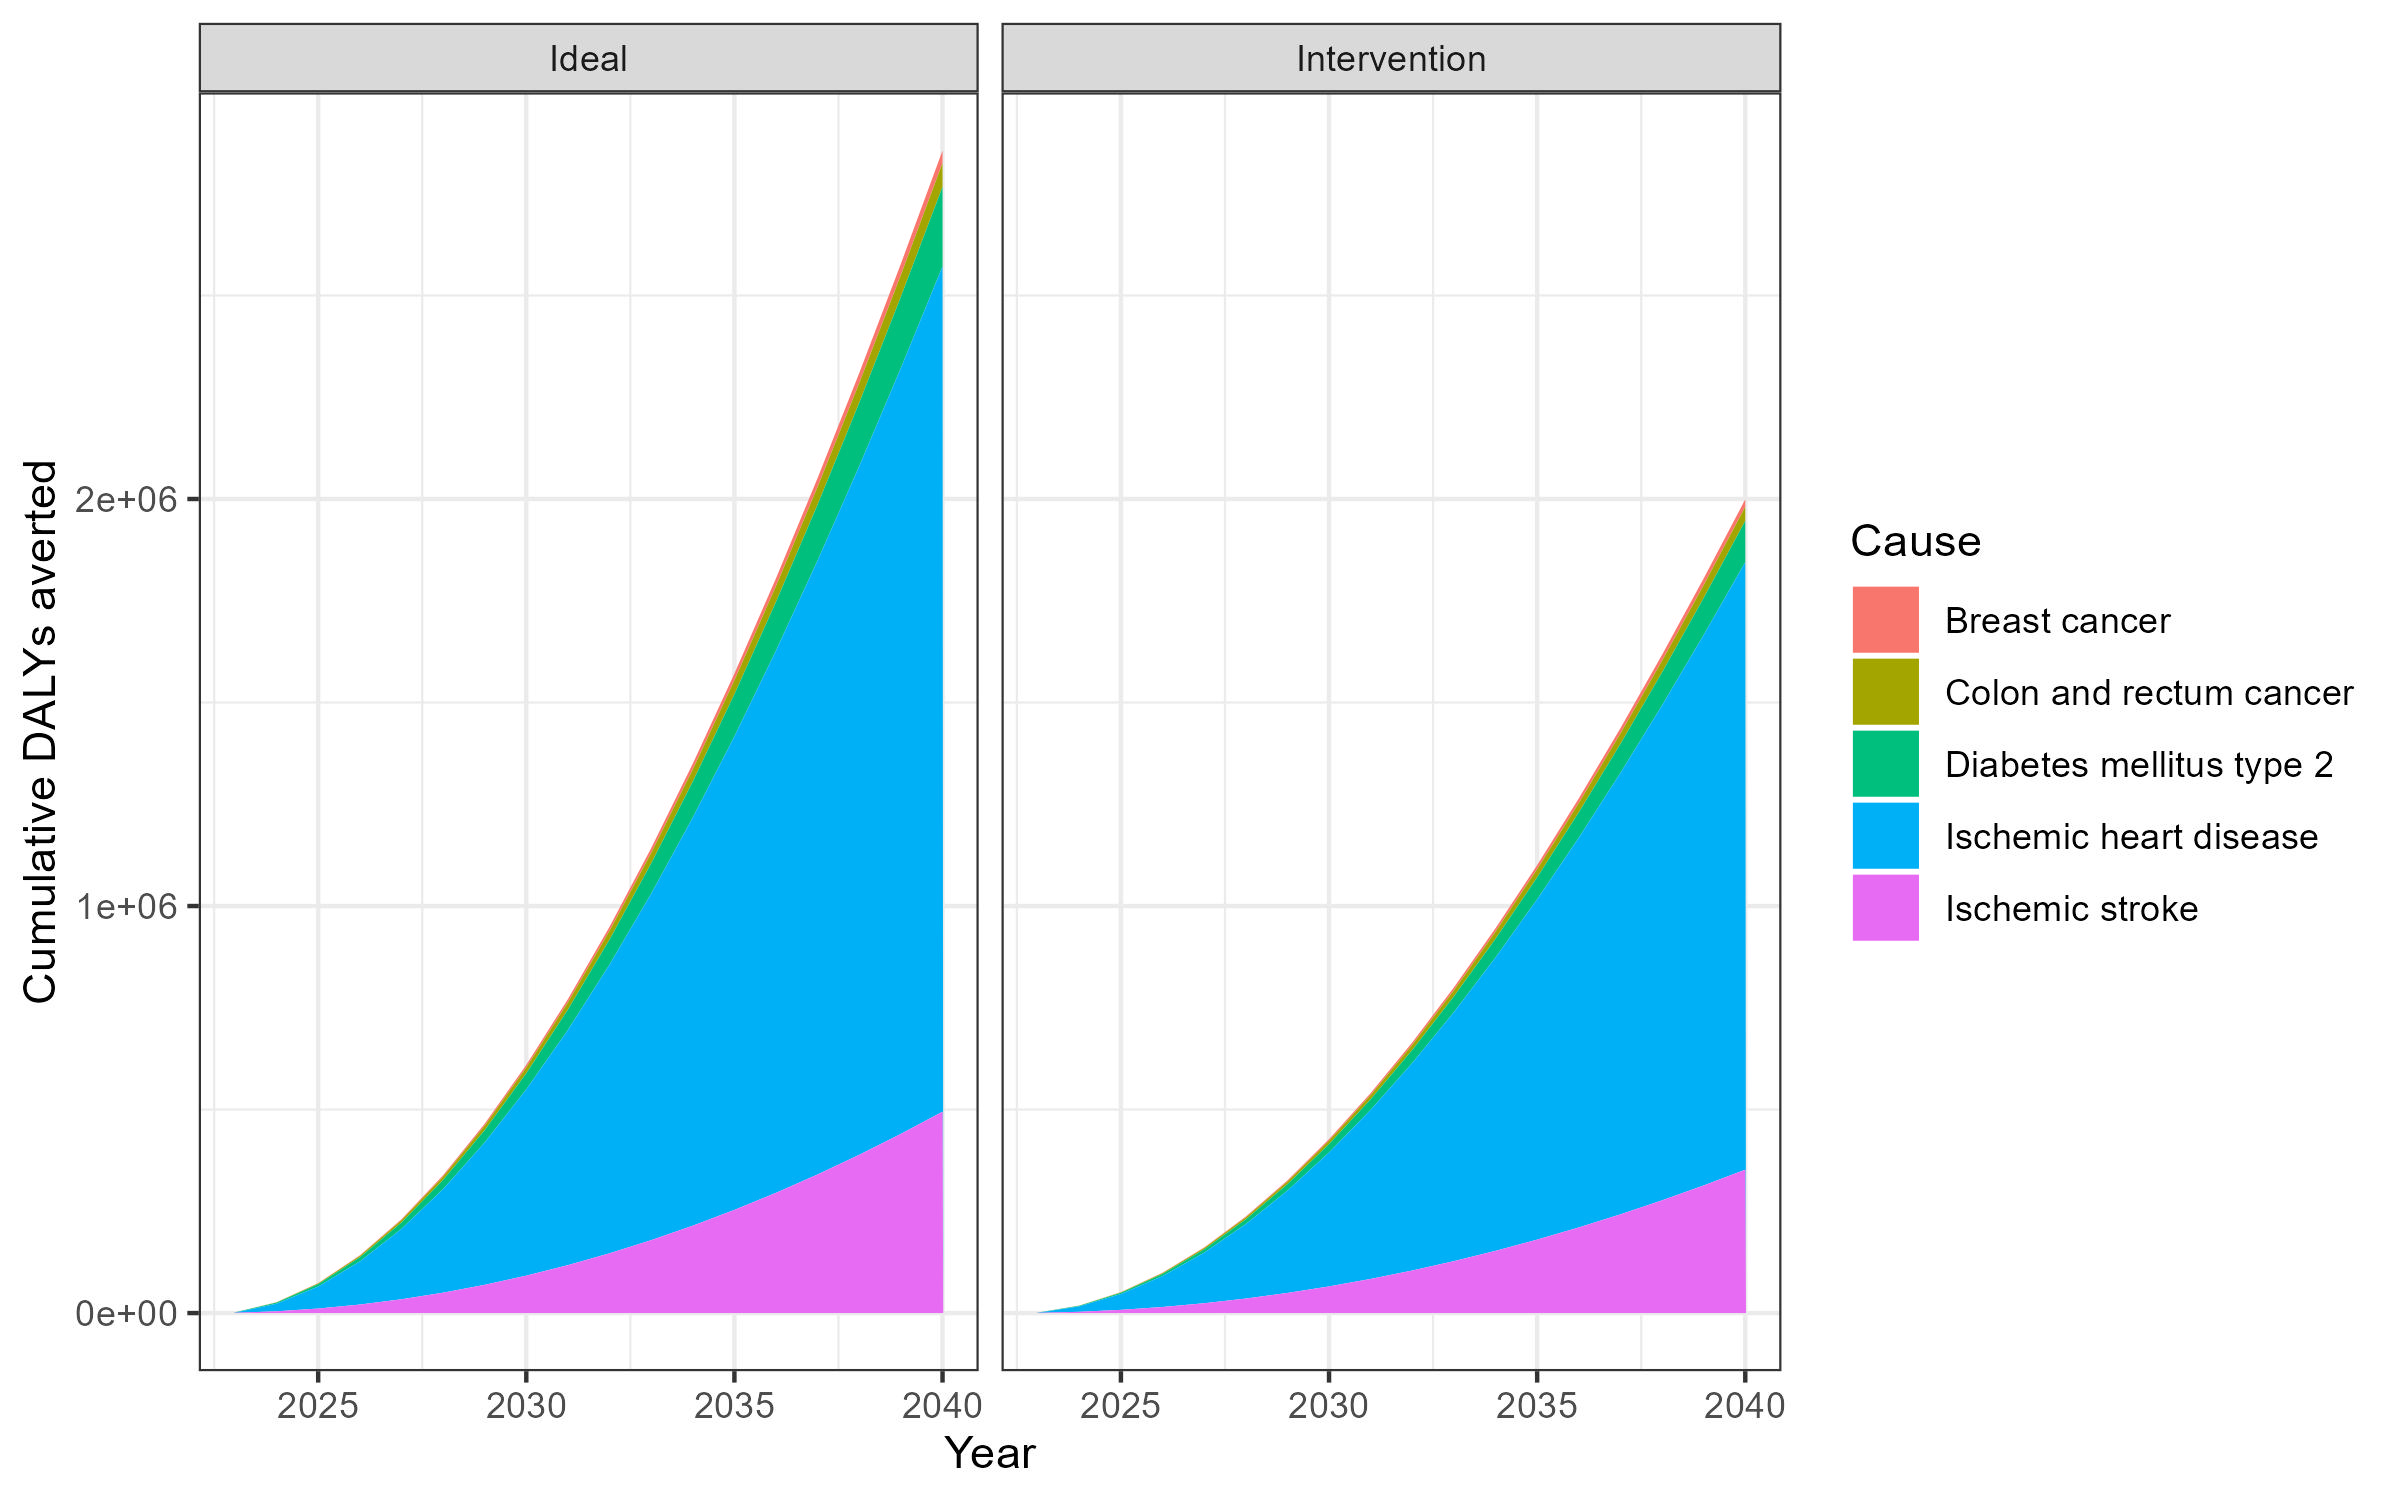 Ideal
Intervention
Cumulative DALYs averted
2e+06
1e+06
0e+00
2025 2030 2035 2040
2025 2030 2035 2040
Year
Cause
Breast cancer
Colon and rectum cancer
Diabetes mellitus type 2
Ischemic heart disease
Ischemic stroke